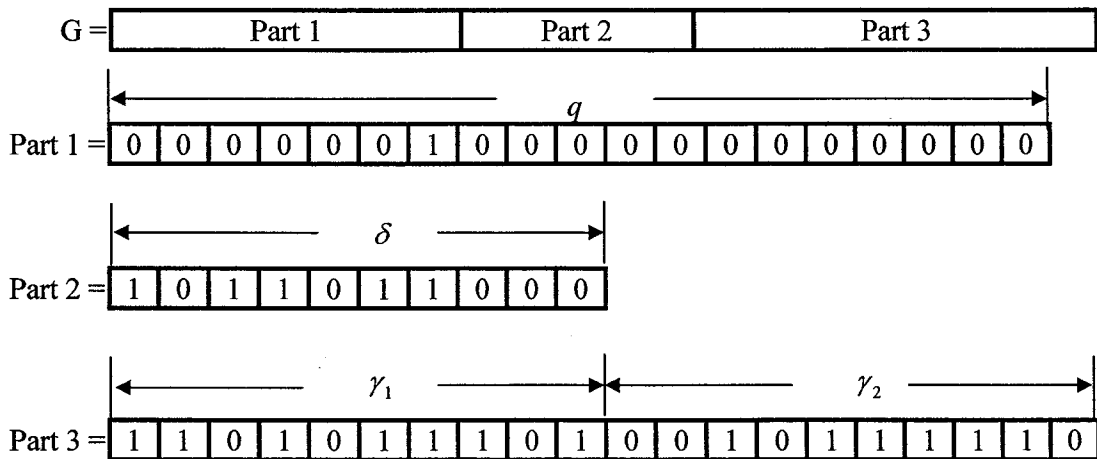 G = Part 1 Part 2 Part 3
q
Part 1 = 0 0 0 0 0 0 1 0 0 0 0 0 0 0 0 0 0 0 0
δ
Part 2 = 1 0 1 1 0 1 1 0 0 0
γ₁ γ₂
Part 3 = 1 1 0 1 0 1 1 1 0 1 0 0 1 0 1 1 1 1 1 0